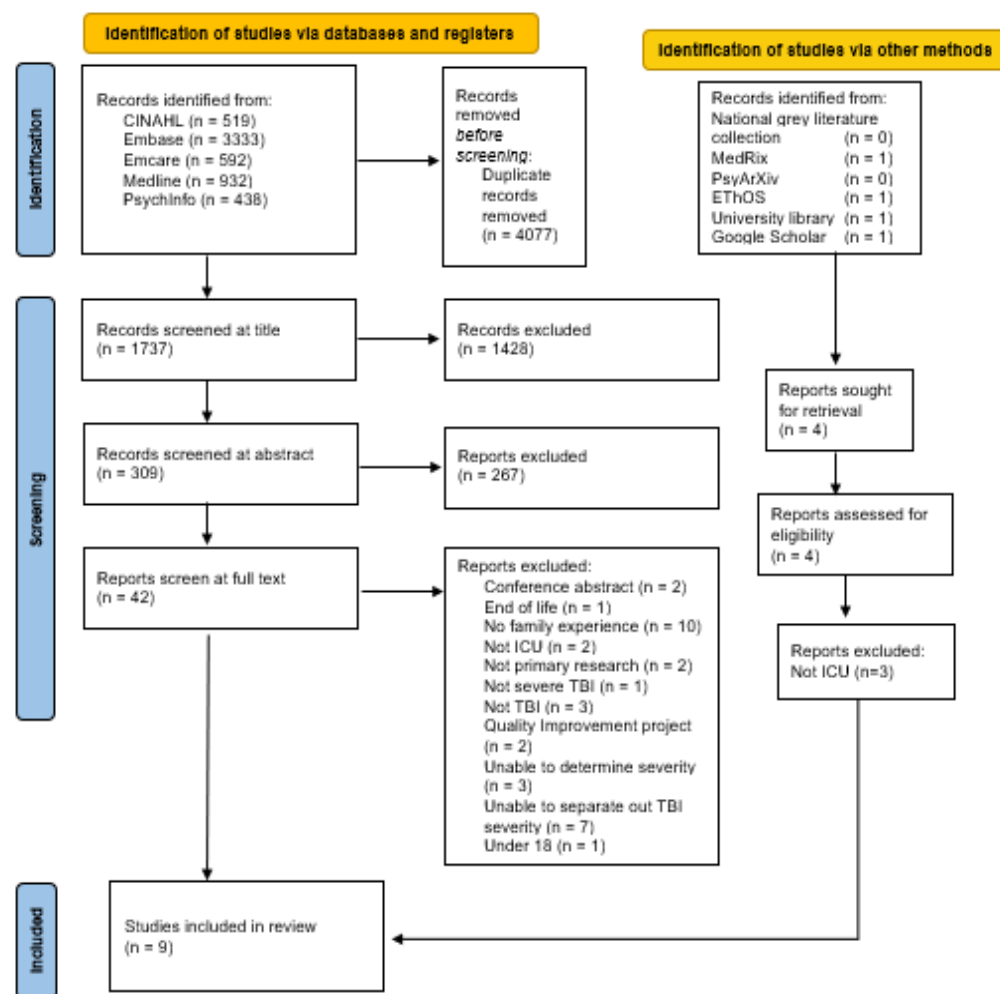 Identification of studies via databases and registers
Identification of studies via other methods
Identification
Records identified from:
CINAHL (n = 519)
Embase (n = 3333)
Emcare (n = 592)
Medline (n = 932)
PsychInfo (n = 438)
Records
removed
before
screening:
Duplicate
records
removed
(n = 4077)
Records identified from:
National grey literature
collection (n = 0)
MedRix (n = 1)
PsyArXiv (n = 0)
EThOS (n = 1)
University library (n = 1)
Google Scholar (n = 1)
Screening
Records screened at title
(n = 1737)
Records excluded
(n = 1428)
Reports sought
for retrieval
(n = 4)
Records screened at abstract
(n = 309)
Reports excluded
(n = 267)
Reports assessed for
eligibility
(n = 4)
Reports screen at full text
(n = 42)
Reports excluded:
Conference abstract (n = 2)
End of life (n = 1)
No family experience (n = 10)
Not ICU (n = 2)
Not primary research (n = 2)
Not severe TBI (n = 1)
Not TBI (n = 3)
Quality Improvement project
(n = 2)
Unable to determine severity
(n = 3)
Unable to separate out TBI
severity (n = 7)
Under 18 (n = 1)
Reports excluded:
Not ICU (n=3)
Included
Studies included in review
(n = 9)